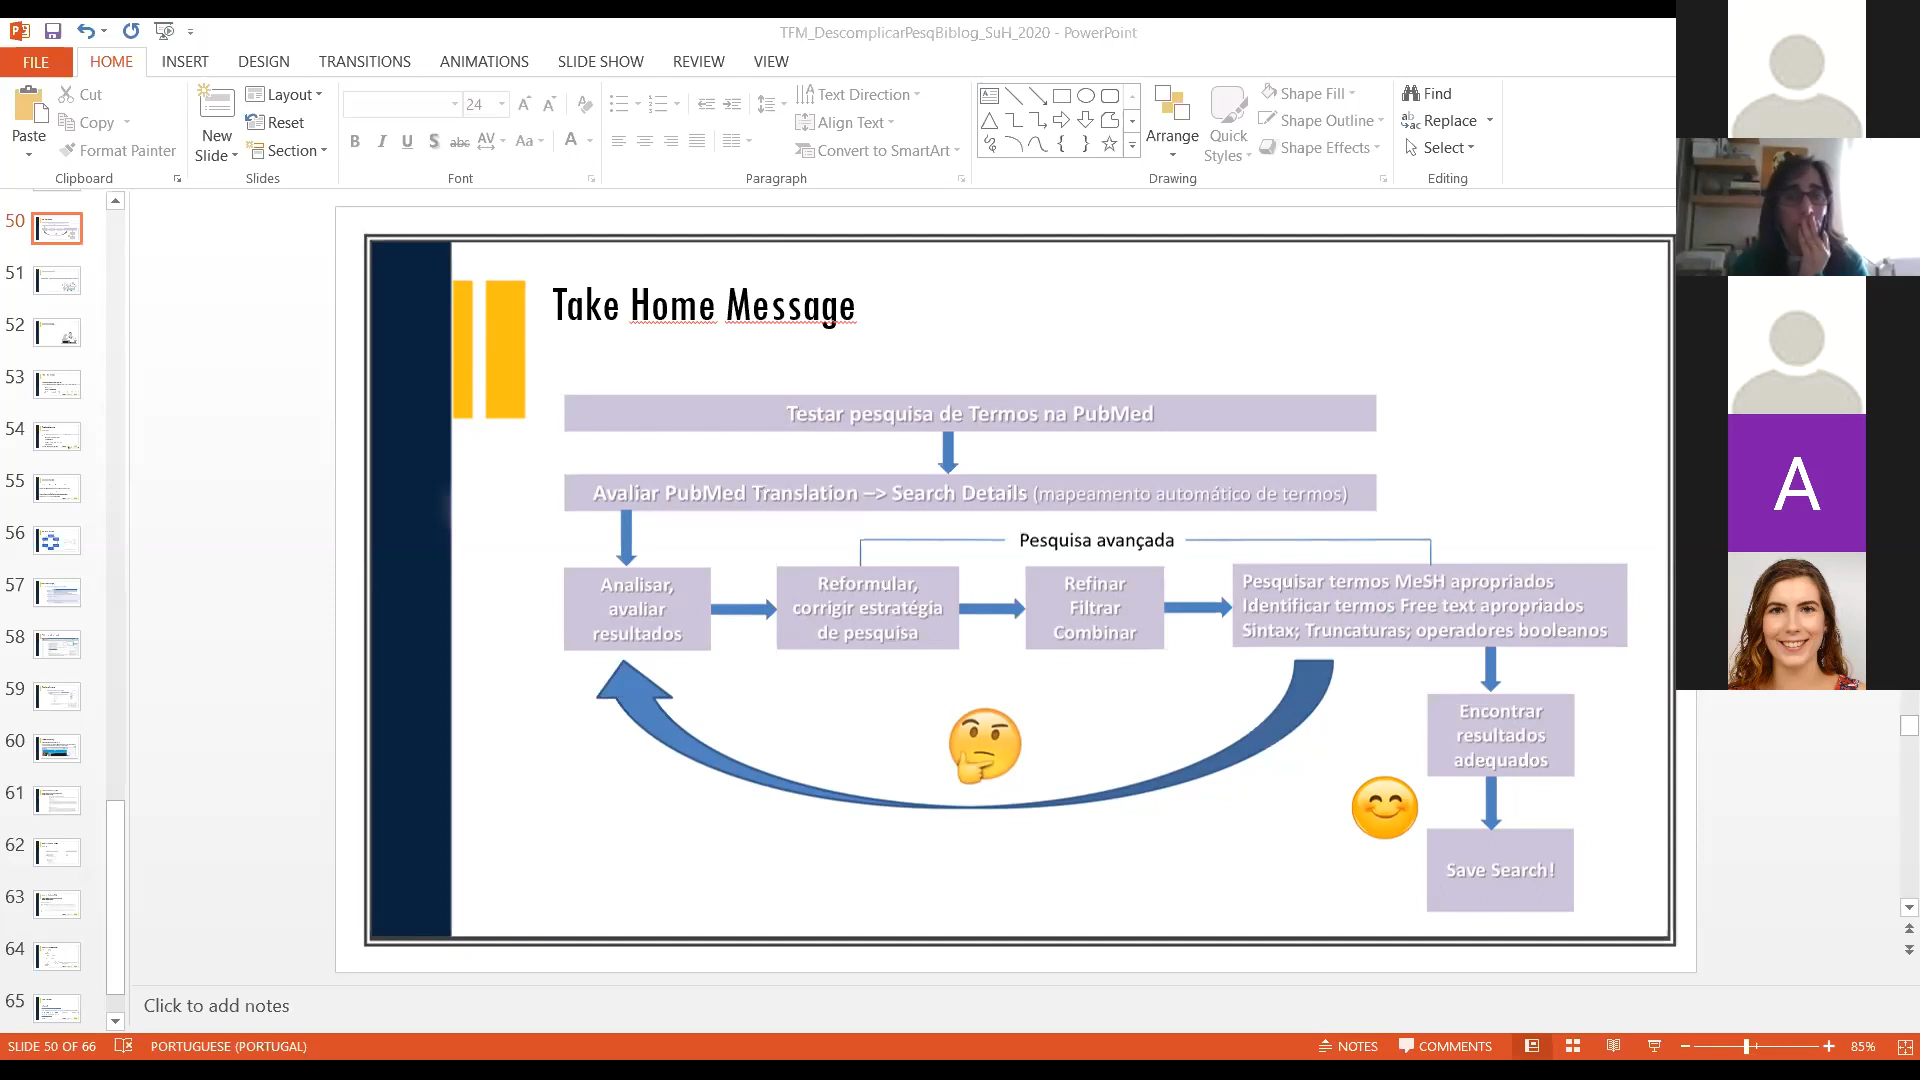 TFM_DescomplicarPesqBiblog_SuH_2020 - PowerPoint
FILE
HOME
INSERT
DESIGN
TRANSITIONS
ANIMATIONS
SLIDE SHOW
REVIEW
VIEW
Paste
Cut
Copy
Format Painter
Clipboard
New
Slide
Layout
Reset
Section
Slides
24
B I U S abc AV Aa A
Font
Text Direction
Align Text
Convert to SmartArt
Paragraph
Arrange
Quick
Styles
Shape Fill
Shape Outline
Shape Effects
Drawing
Find
Replace
Select
Editing
50
51
52
53
54
55
56
57
58
59
60
61
62
63
64
65
Take Home Message
Testar pesquisa de Termos na PubMed
Avaliar PubMed Translation –> Search Details (mapeamento automático de termos)
Pesquisa avançada
Analisar,
avaliar
resultados
Reformular,
corrigir estratégia
de pesquisa
Refinar
Filtrar
Combinar
Pesquisar termos MeSH apropriados
Identificar termos Free text apropriados
Sintax; Truncaturas; operadores booleanos
Encontrar
resultados
adequados
Save Search!
A
Click to add notes
SLIDE 50 OF 66
PORTUGUESE (PORTUGAL)
NOTES
COMMENTS
85%